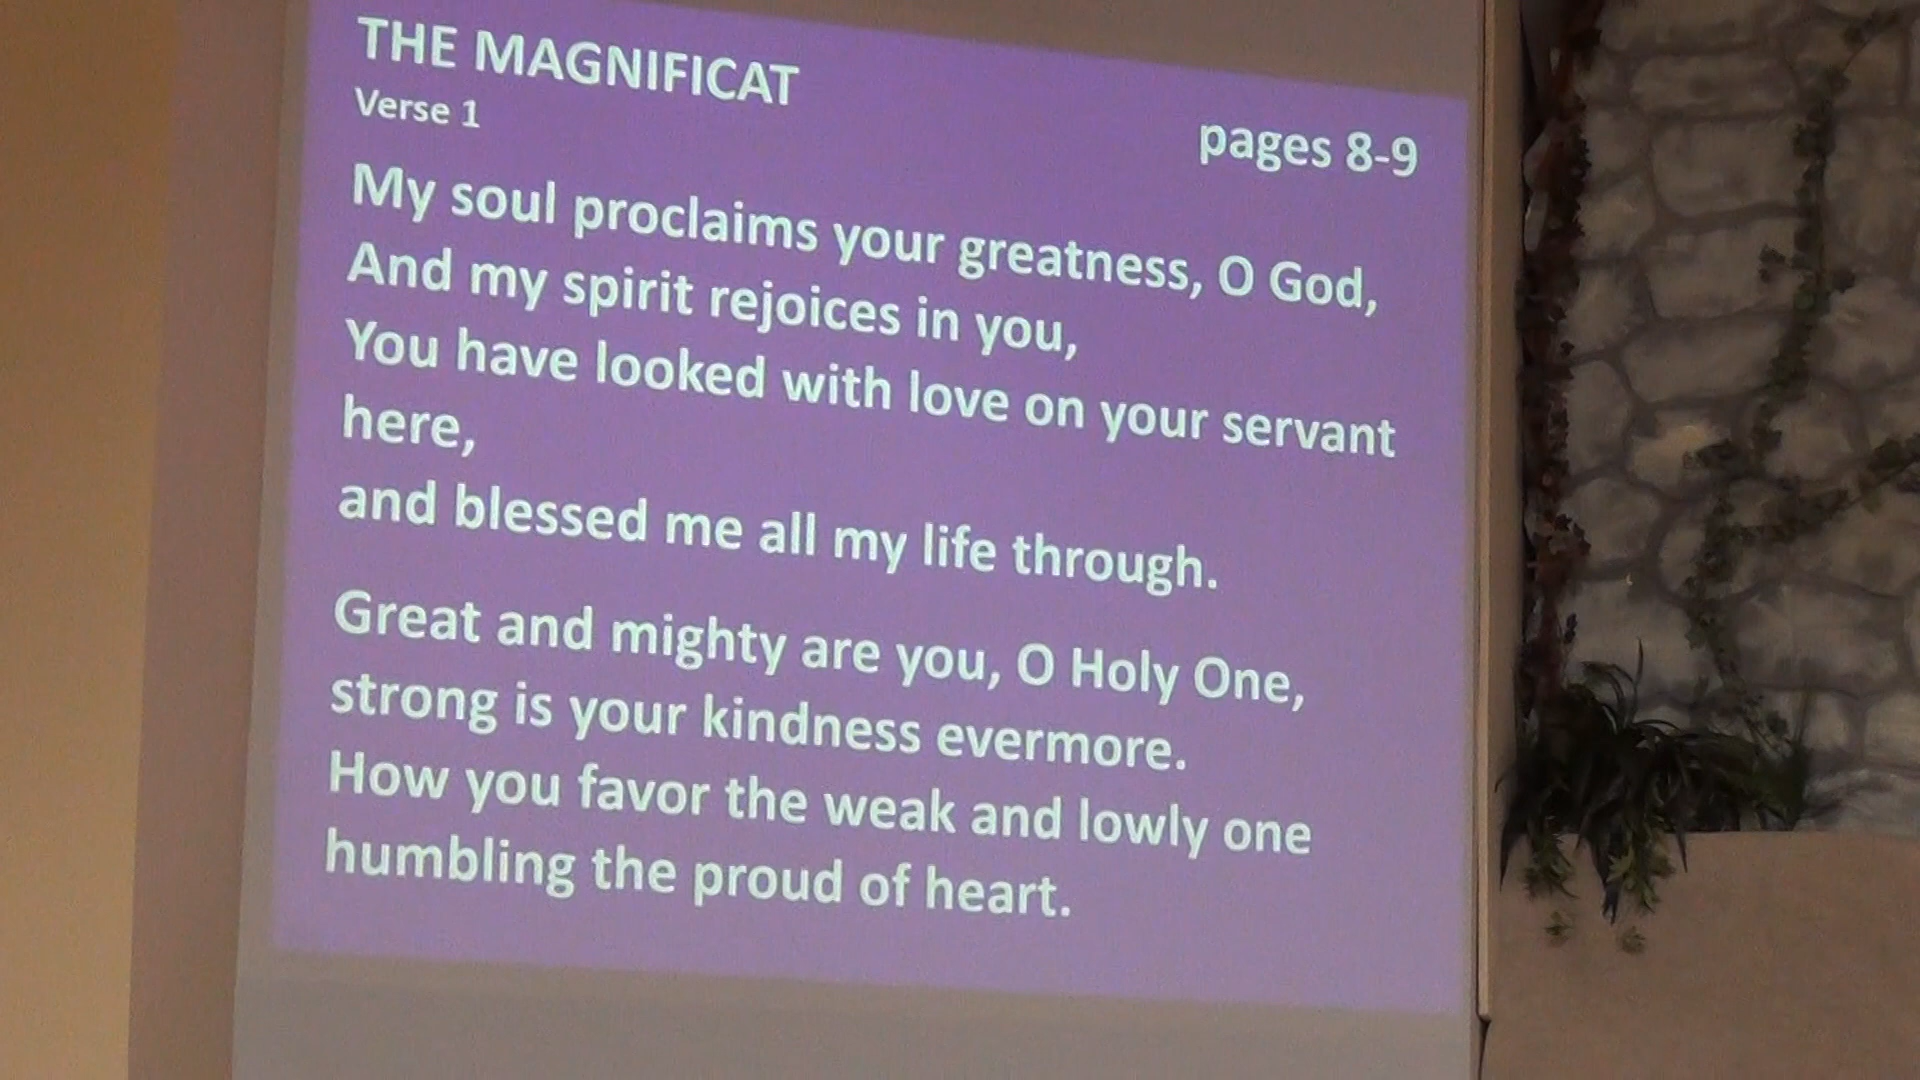 THE MAGNIFICAT
Verse 1
pages 8-9
My soul proclaims your greatness, O God,
And my spirit rejoices in you,
You have looked with love on your servant
here,
and blessed me all my life through.
Great and mighty are you, O Holy One,
strong is your kindness evermore.
How you favor the weak and lowly one
humbling the proud of heart.